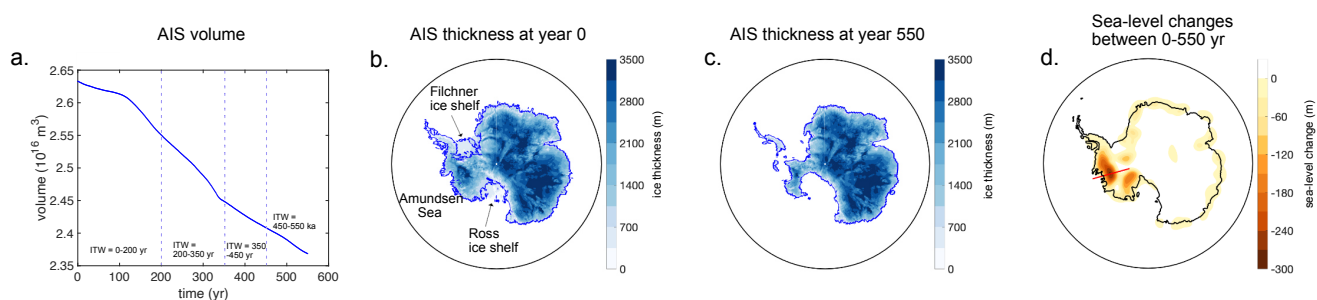 a.
AIS volume
2.65
2.6
2.55
2.5
2.45
2.4
2.35
volume (10¹⁶ m³)
ITW = 0-200 yr
ITW =
200-350 yr
ITW = 350
-450 yr
ITW =
450-550 ka
0
100
200
300
400
500
600
time (yr)
b.
AIS thickness at year 0
Filchner
ice shelf
Amundsen
Sea
Ross
ice shelf
3500
2800
2100
1400
700
0
ice thickness (m)
c.
AIS thickness at year 550
3500
2800
2100
1400
700
0
ice thickness (m)
d.
Sea-level changes
between 0-550 yr
0
-60
-120
-180
-240
-300
sea-level change (m)